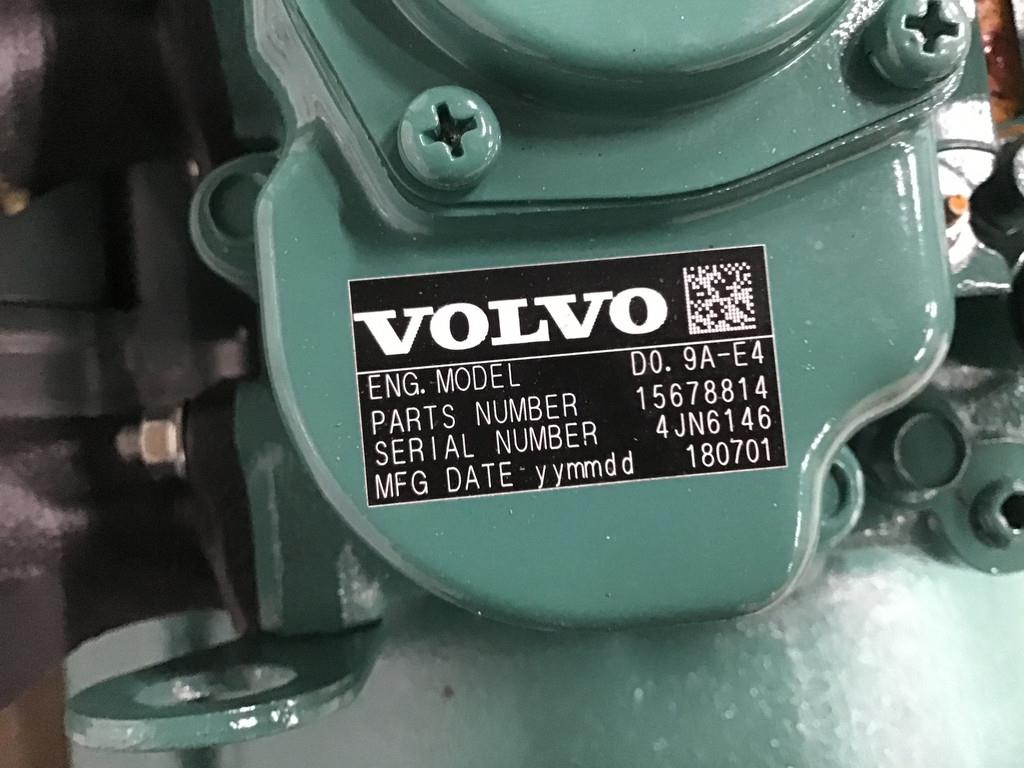 VOLVO
ENG. MODEL D0. 9A-E4
PARTS NUMBER 15678814
SERIAL NUMBER 4JN6146
MFG DATE yymmdd 180701